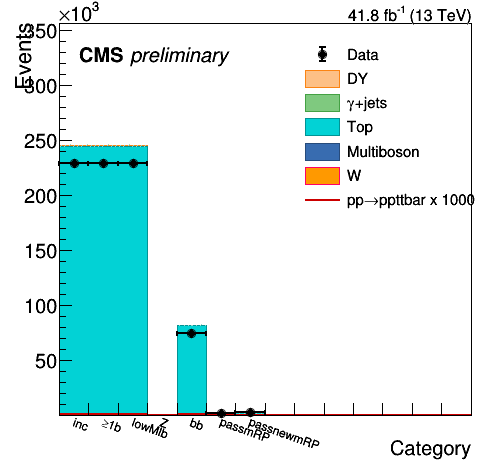 ×10³
41.8 fb⁻¹ (13 TeV)
Events
CMS preliminary
Data
DY
γ+jets
Top
Multiboson
W
pp→ppttbar x 1000
350
300
250
200
150
100
50
inc
≥1b
lowMlb
Z
bb
passmRP
passnewmRP
Category